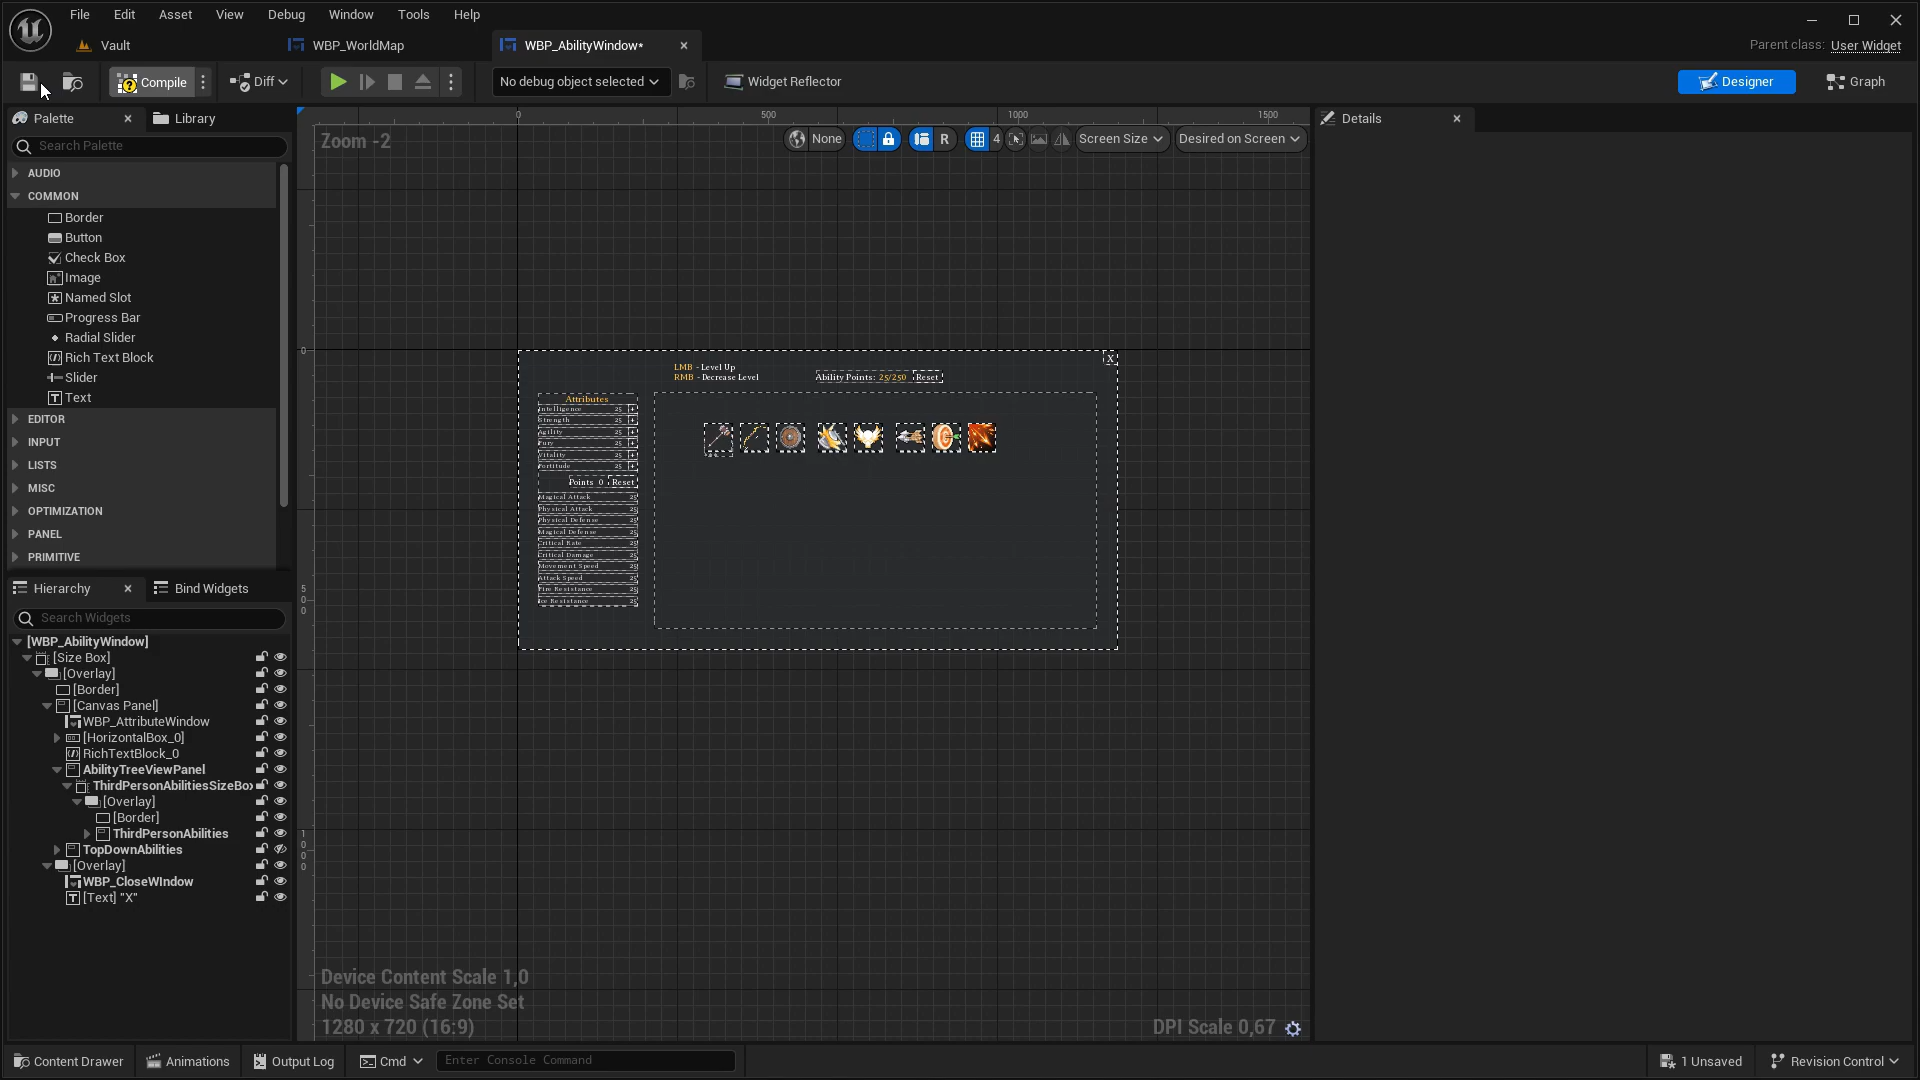 File Edit Asset View Debug Window Tools Help
Vault WBP_WorldMap WBP_AbilityWindow* Parent class: User Widget
Compile Diff No debug object selected Widget Reflector Designer Graph
Palette Library
Search Palette
AUDIO
COMMON
Border
Button
Check Box
Image
Named Slot
Progress Bar
Radial Slider
Rich Text Block
Slider
Text
EDITOR
INPUT
LISTS
MISC
OPTIMIZATION
PANEL
PRIMITIVE
Hierarchy Bind Widgets
Search Widgets
[WBP_AbilityWindow]
[Size Box]
[Overlay]
[Border]
[Canvas Panel]
WBP_AttributeWindow
[HorizontalBox_0]
RichTextBlock_0
AbilityTreeViewPanel
ThirdPersonAbilitiesSizeBox
[Overlay]
[Border]
ThirdPersonAbilities
TopDownAbilities
[Overlay]
WBP_CloseWIndow
[Text] "X"
0 500 1000 1500
Zoom -2 None R 4 Screen Size Desired on Screen
0
500
1000
X
LMB - Level Up
RMB - Decrease Level
Ability Points: 25/250 Reset
Attributes
Intelligence 25 +
Strength 25 +
Agility 25 +
Fury 25 +
Vitality 25 +
Fortitude 25 +
Points 0 Reset
Magical Attack 25
Physical Attack 25
Physical Defense 25
Magical Defense 25
Critical Rate 25
Critical Damage 25
Movement Speed 25
Attack Speed 25
Fire Resistance 25
Ice Resistance 25
Device Content Scale 1,0
No Device Safe Zone Set
1280 x 720 (16:9)
DPI Scale 0,67
Details
Content Drawer Animations Output Log Cmd Enter Console Command 1 Unsaved Revision Control